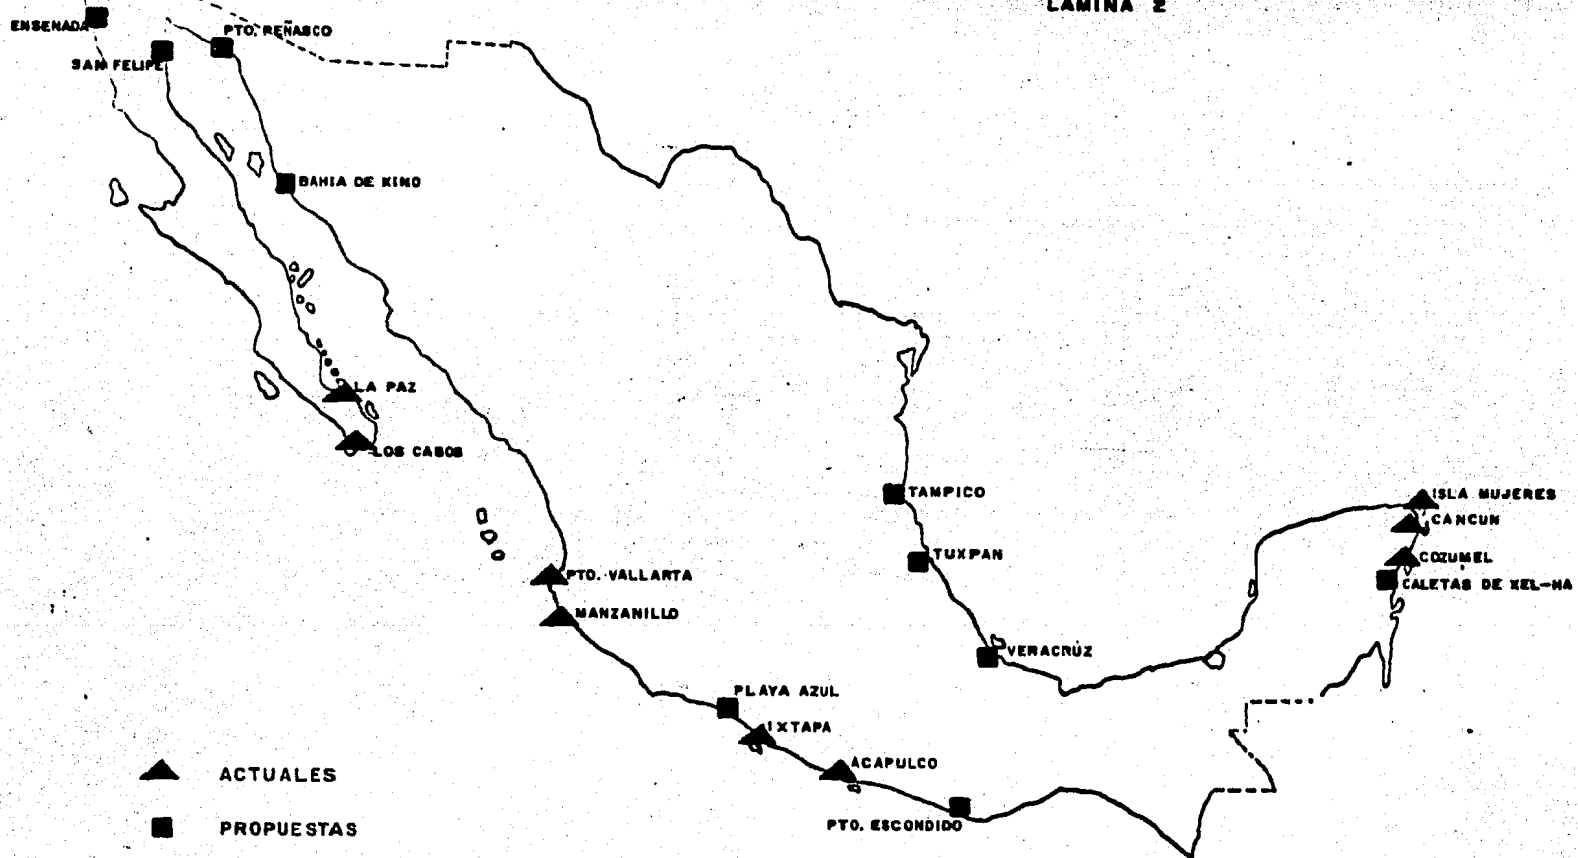 LAMINA 2
ENSENADA
PTO. PEÑASCO
SAN FELIPE
BAHIA DE KINO
LA PAZ
LOS CABOS
TAMPICO
ISLA MUJERES
CANCUN
TUXPAN
COZUMEL
PTO. VALLARTA
CALETAS DE XEL-HA
MANZANILLO
VERACRÚZ
PLAYA AZUL
IXTAPA
ACAPULCO
ACTUALES
PTO. ESCONDIDO
PROPUESTAS